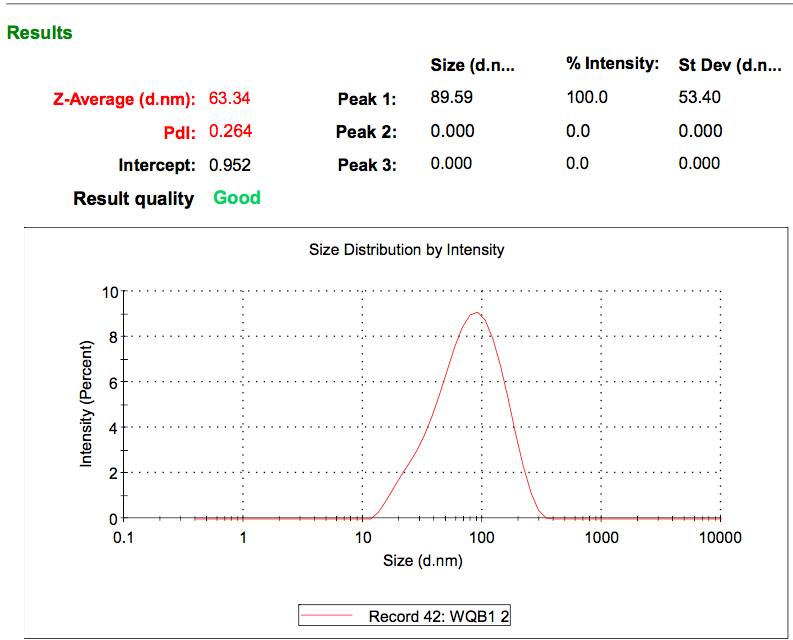 Results
Size (d.n... % Intensity: St Dev (d.n...
Z-Average (d.nm): 63.34 Peak 1: 89.59 100.0 53.40
PdI: 0.264 Peak 2: 0.000 0.0 0.000
Intercept: 0.952 Peak 3: 0.000 0.0 0.000
Result quality Good
Size Distribution by Intensity
10
8
6
4
2
0
Intensity (Percent)
0.1 1 10 100 1000 10000
Size (d.nm)
Record 42: WQB1 2